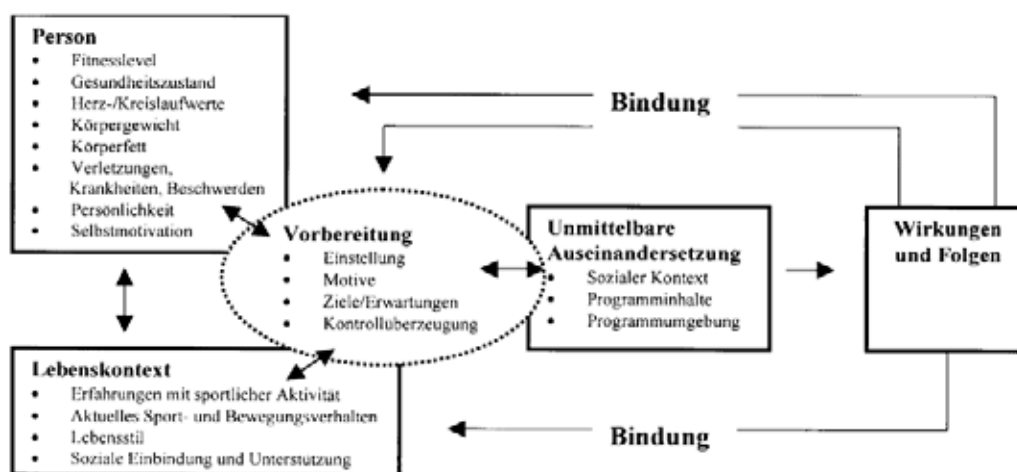 Person
• Fitnesslevel
• Gesundheitszustand
• Herz-/Kreislaufwerte
• Körpergewicht
• Körperfett
• Verletzungen,
Krankheiten, Beschwerden
• Persönlichkeit
• Selbstmotivation
Bindung
Vorbereitung
• Einstellung
• Motive
• Ziele/Erwartungen
• Kontrollüberzeugung
Unmittelbare
Auseinandersetzung
• Sozialer Kontext
• Programminhalte
• Programmumgebung
Wirkungen
und Folgen
Lebenskontext
• Erfahrungen mit sportlicher Aktivität
• Aktuelles Sport- und Bewegungsverhalten
• Lebensstil
• Soziale Einbindung und Unterstützung
Bindung